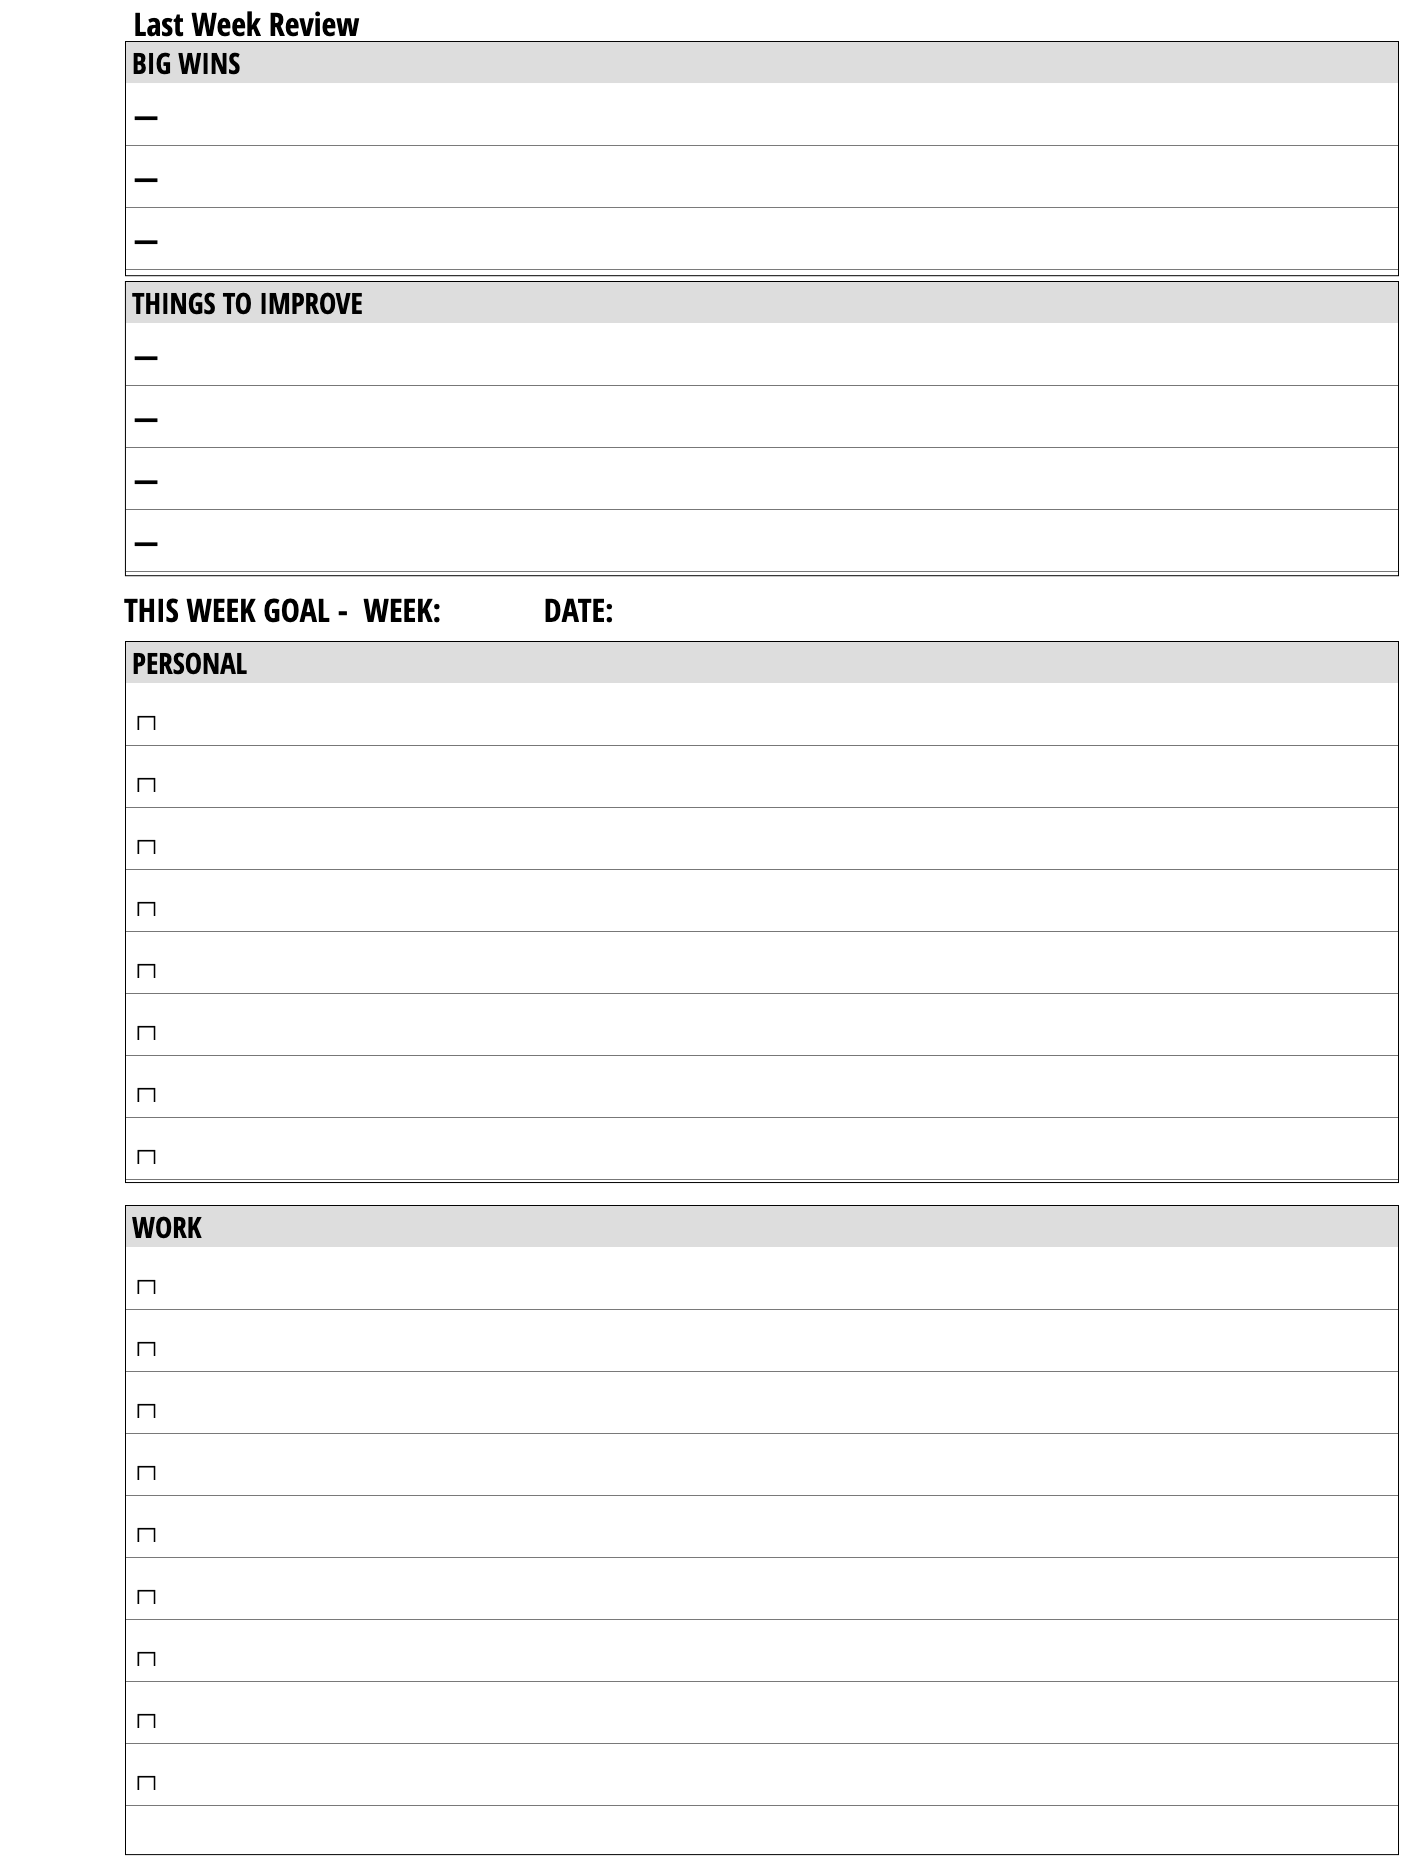 Last Week Review
BIG WINS
—
—
—
THINGS TO IMPROVE
—
—
—
—
THIS WEEK GOAL - WEEK: DATE:
PERSONAL
WORK